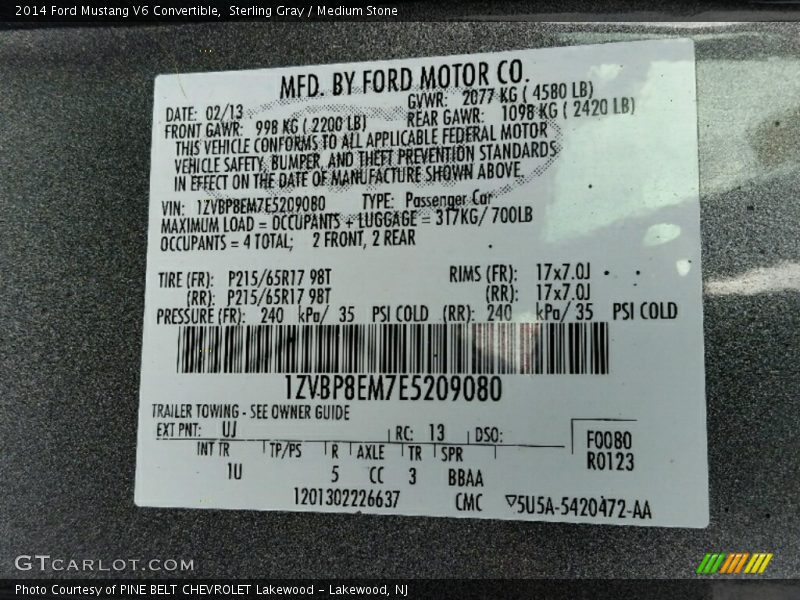 2014 Ford Mustang V6 Convertible,  Sterling Gray / Medium Stone
MFD. BY FORD MOTOR CO.
DATE: 02/13 GVWR: 2077 KG ( 4580 LB)
FRONT GAWR: 998 KG ( 2200 LB) REAR GAWR: 1098 KG ( 2420 LB)
THIS VEHICLE CONFORMS TO ALL APPLICABLE FEDERAL MOTOR
VEHICLE SAFETY, BUMPER, AND THEFT PREVENTION STANDARDS
IN EFFECT ON THE DATE OF MANUFACTURE SHOWN ABOVE.
VIN: 1ZVBP8EM7E5209080 TYPE: Passenger Car
MAXIMUM LOAD = OCCUPANTS + LUGGAGE = 317KG/ 700LB
OCCUPANTS = 4 TOTAL; 2 FRONT, 2 REAR
TIRE (FR): P215/65R17 98T RIMS (FR): 17x7.0J
(RR): P215/65R17 98T (RR): 17x7.0J
PRESSURE (FR): 240 kPa/ 35 PSI COLD (RR): 240 kPa/ 35 PSI COLD
1ZVBP8EM7E5209080
TRAILER TOWING - SEE OWNER GUIDE
EXT PNT: UJ RC: 13 DSO: F0080
INT TR TP/PS R AXLE TR SPR R0123
1U 5 CC 3 BBAA
1201302226637 CMC ▽5U5A-5420472-AA
GTCARLOT.COM
Photo Courtesy of PINE BELT CHEVROLET Lakewood - Lakewood, NJ